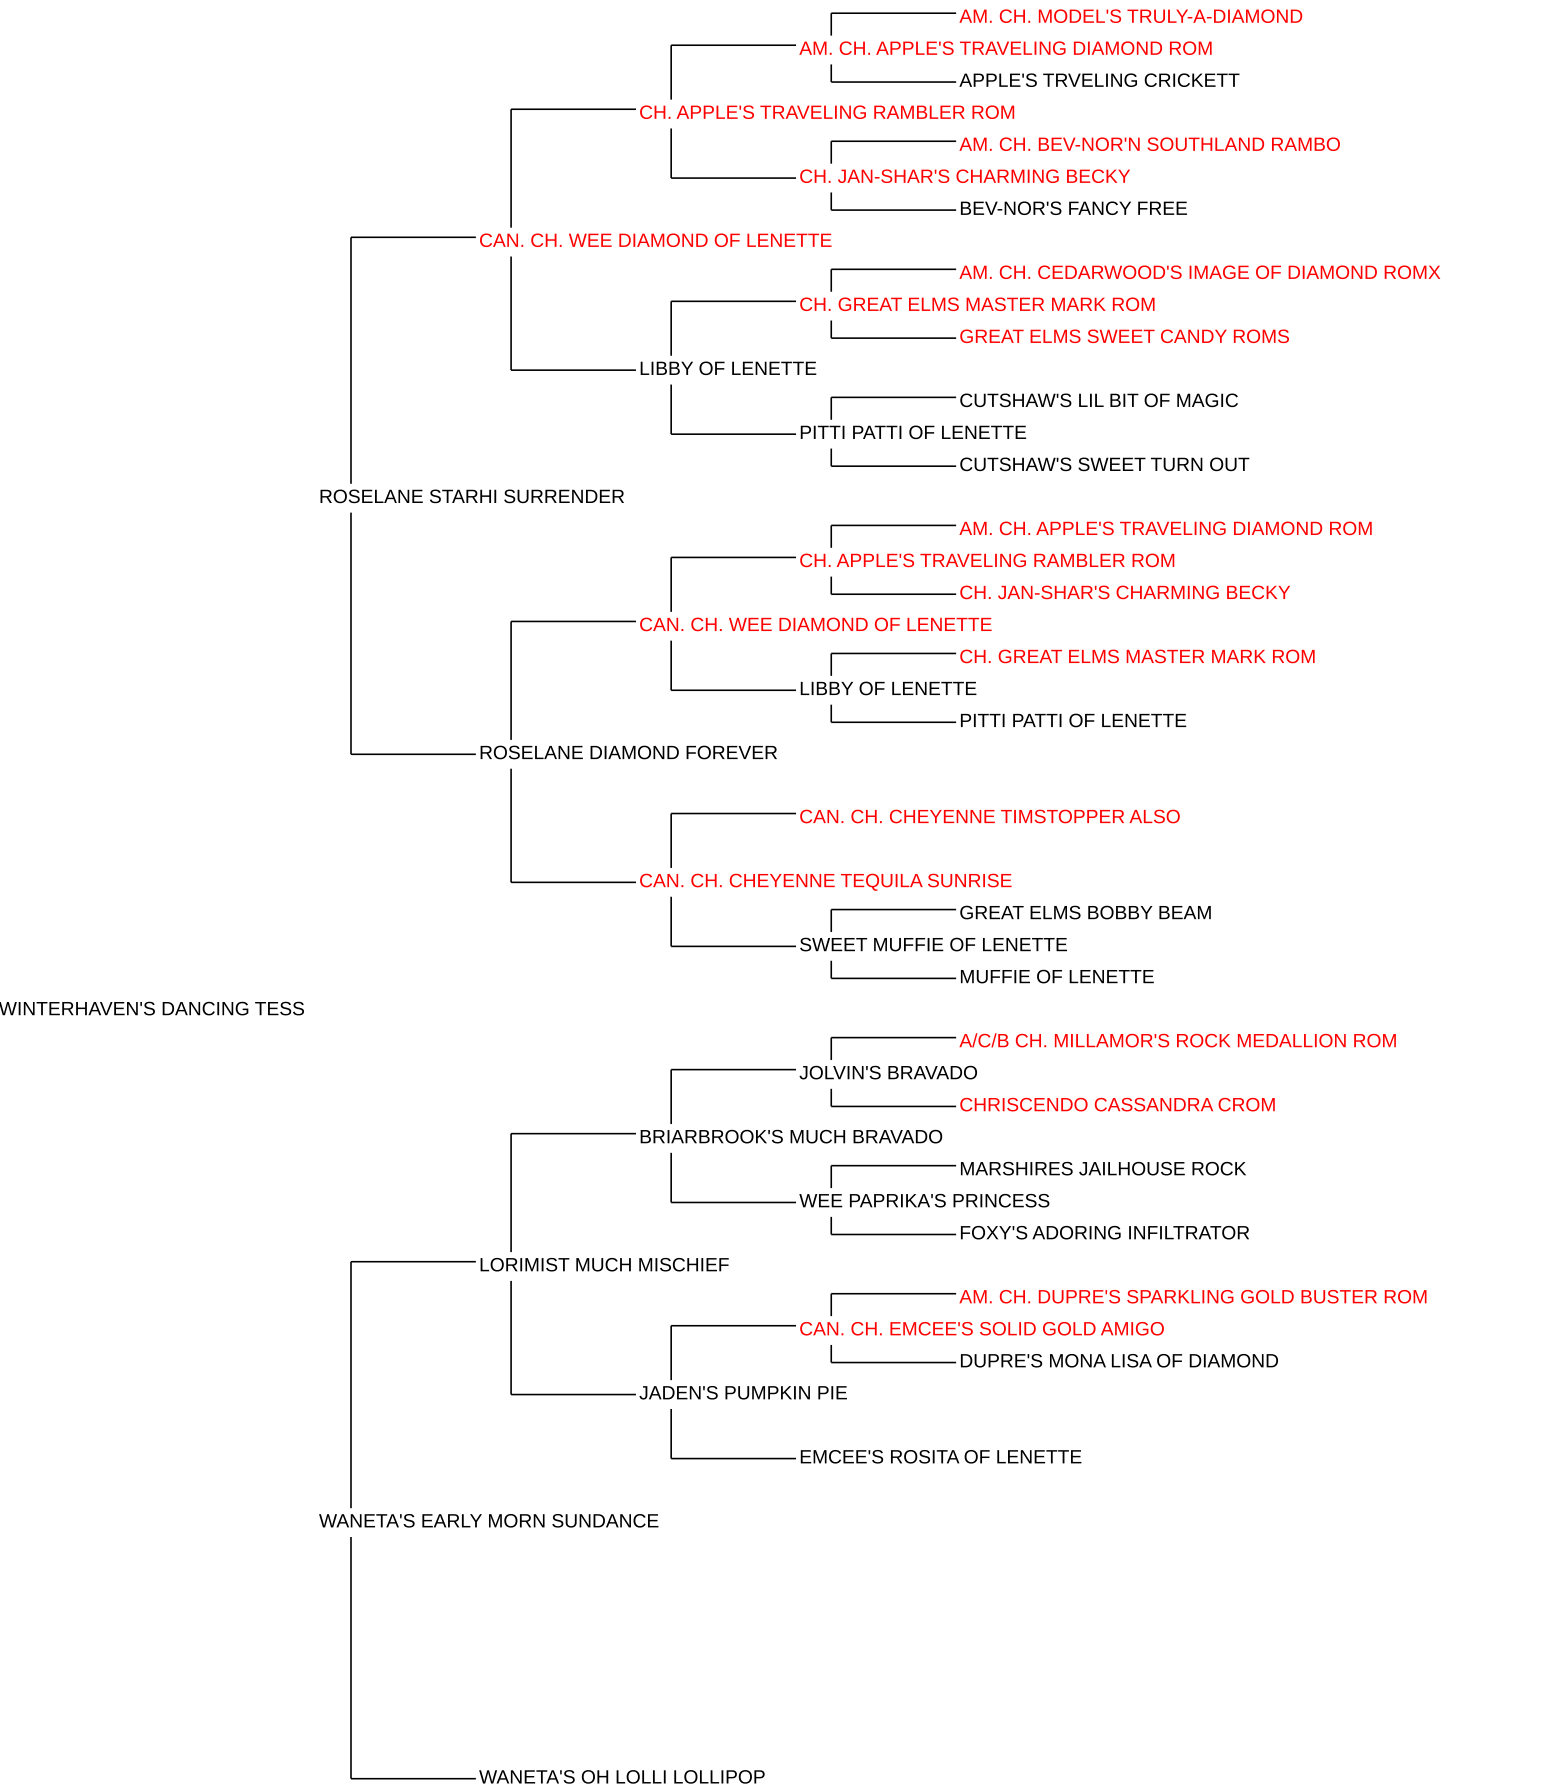 AM. CH. MODEL'S TRULY-A-DIAMOND
AM. CH. APPLE'S TRAVELING DIAMOND ROM
APPLE'S TRVELING CRICKETT
CH. APPLE'S TRAVELING RAMBLER ROM
AM. CH. BEV-NOR'N SOUTHLAND RAMBO
CH. JAN-SHAR'S CHARMING BECKY
BEV-NOR'S FANCY FREE
CAN. CH. WEE DIAMOND OF LENETTE
AM. CH. CEDARWOOD'S IMAGE OF DIAMOND ROMX
CH. GREAT ELMS MASTER MARK ROM
GREAT ELMS SWEET CANDY ROMS
LIBBY OF LENETTE
CUTSHAW'S LIL BIT OF MAGIC
PITTI PATTI OF LENETTE
CUTSHAW'S SWEET TURN OUT
ROSELANE STARHI SURRENDER
AM. CH. APPLE'S TRAVELING DIAMOND ROM
CH. APPLE'S TRAVELING RAMBLER ROM
CH. JAN-SHAR'S CHARMING BECKY
CAN. CH. WEE DIAMOND OF LENETTE
CH. GREAT ELMS MASTER MARK ROM
LIBBY OF LENETTE
PITTI PATTI OF LENETTE
ROSELANE DIAMOND FOREVER
CAN. CH. CHEYENNE TIMSTOPPER ALSO
CAN. CH. CHEYENNE TEQUILA SUNRISE
GREAT ELMS BOBBY BEAM
SWEET MUFFIE OF LENETTE
MUFFIE OF LENETTE
WINTERHAVEN'S DANCING TESS
A/C/B CH. MILLAMOR'S ROCK MEDALLION ROM
JOLVIN'S BRAVADO
CHRISCENDO CASSANDRA CROM
BRIARBROOK'S MUCH BRAVADO
MARSHIRES JAILHOUSE ROCK
WEE PAPRIKA'S PRINCESS
FOXY'S ADORING INFILTRATOR
LORIMIST MUCH MISCHIEF
AM. CH. DUPRE'S SPARKLING GOLD BUSTER ROM
CAN. CH. EMCEE'S SOLID GOLD AMIGO
DUPRE'S MONA LISA OF DIAMOND
JADEN'S PUMPKIN PIE
EMCEE'S ROSITA OF LENETTE
WANETA'S EARLY MORN SUNDANCE
WANETA'S OH LOLLI LOLLIPOP